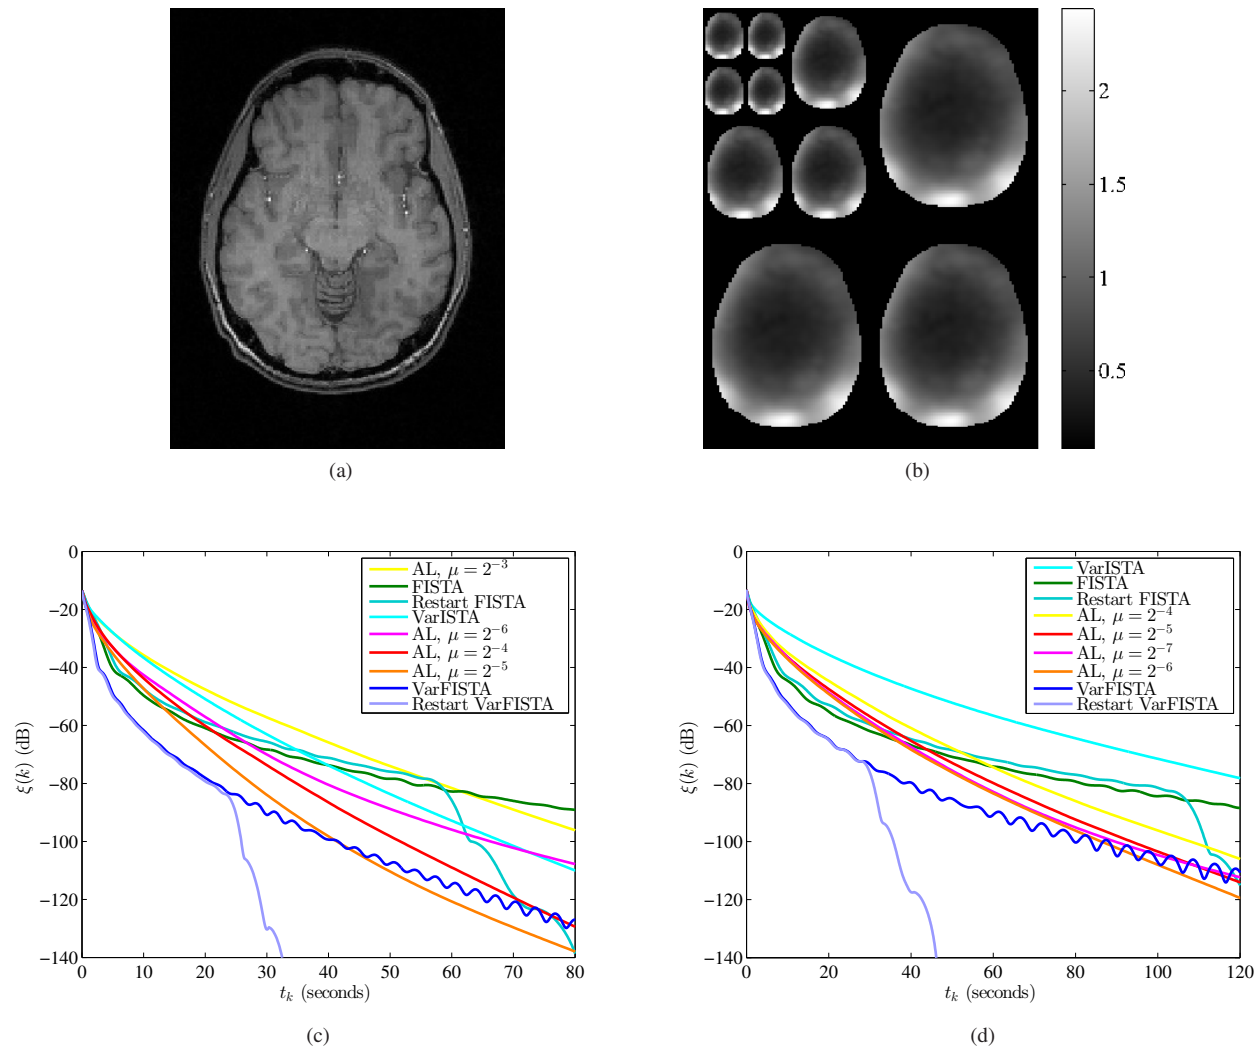 2
1.5
1
0.5
(a)
(b)
0
−20
−40
−60
−80
−100
−120
−140
ξ(k) (dB)
AL, μ = 2⁻³
FISTA
Restart FISTA
VarISTA
AL, μ = 2⁻⁶
AL, μ = 2⁻⁴
AL, μ = 2⁻⁵
VarFISTA
Restart VarFISTA
0 10 20 30 40 50 60 70 80
tₖ (seconds)
(c)
0
−20
−40
−60
−80
−100
−120
−140
ξ(k) (dB)
VarISTA
FISTA
Restart FISTA
AL, μ = 2⁻⁴
AL, μ = 2⁻⁵
AL, μ = 2⁻⁷
AL, μ = 2⁻⁶
VarFISTA
Restart VarFISTA
0 20 40 60 80 100 120
tₖ (seconds)
(d)